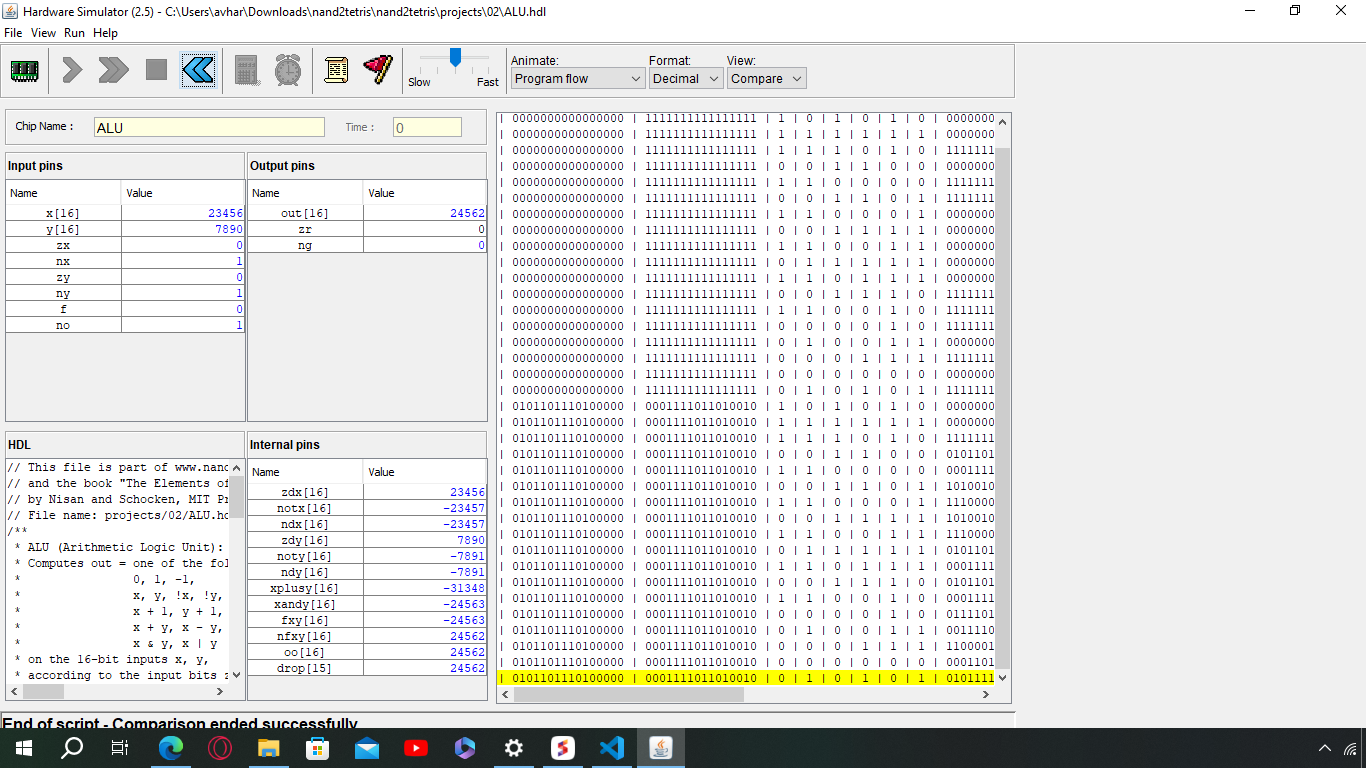 Hardware Simulator (2.5) - C:\Users\avhar\Downloads\nand2tetris\nand2tetris\projects\02\ALU.hdl
File View Run Help
Slow Fast
Animate: Format: View:
Program flow Decimal Compare
Chip Name : ALU Time : 0
Input pins
Name Value
x[16] 23456
y[16] 7890
zx 0
nx 1
zy 0
ny 1
f 0
no 1
Output pins
Name Value
out[16] 24562
zr 0
ng 0
HDL
// This file is part of www.nand
// and the book "The Elements of
// by Nisan and Schocken, MIT Pr
// File name: projects/02/ALU.hd
/**
* ALU (Arithmetic Logic Unit):
* Computes out = one of the fol
* 0, 1, -1,
* x, y, !x, !y,
* x + 1, y + 1,
* x + y, x - y,
* x & y, x | y
* on the 16-bit inputs x, y,
* according to the input bits z
Internal pins
Name Value
zdx[16] 23456
notx[16] -23457
ndx[16] -23457
zdy[16] 7890
noty[16] -7891
ndy[16] -7891
xplusy[16] -31348
xandy[16] -24563
fxy[16] -24563
nfxy[16] 24562
oo[16] 24562
drop[15] 24562
| 0000000000000000 | 1111111111111111 | 1 | 0 | 1 | 0 | 1 | 0 | 0000000
| 0000000000000000 | 1111111111111111 | 1 | 1 | 1 | 1 | 1 | 1 | 0000000
| 0000000000000000 | 1111111111111111 | 1 | 1 | 1 | 0 | 1 | 0 | 1111111
| 0000000000000000 | 1111111111111111 | 0 | 0 | 1 | 1 | 0 | 0 | 0000000
| 0000000000000000 | 1111111111111111 | 1 | 1 | 0 | 0 | 0 | 0 | 1111111
| 0000000000000000 | 1111111111111111 | 0 | 0 | 1 | 1 | 0 | 1 | 1111111
| 0000000000000000 | 1111111111111111 | 1 | 1 | 0 | 0 | 0 | 1 | 0000000
| 0000000000000000 | 1111111111111111 | 0 | 0 | 1 | 1 | 1 | 1 | 0000000
| 0000000000000000 | 1111111111111111 | 1 | 1 | 0 | 0 | 1 | 1 | 0000000
| 0000000000000000 | 1111111111111111 | 0 | 1 | 1 | 1 | 1 | 1 | 0000000
| 0000000000000000 | 1111111111111111 | 1 | 1 | 0 | 1 | 1 | 1 | 0000000
| 0000000000000000 | 1111111111111111 | 0 | 0 | 1 | 1 | 1 | 0 | 1111111
| 0000000000000000 | 1111111111111111 | 1 | 1 | 0 | 0 | 1 | 0 | 1111111
| 0000000000000000 | 1111111111111111 | 0 | 0 | 0 | 0 | 1 | 0 | 1111111
| 0000000000000000 | 1111111111111111 | 0 | 1 | 0 | 0 | 1 | 1 | 0000000
| 0000000000000000 | 1111111111111111 | 0 | 0 | 0 | 1 | 1 | 1 | 1111111
| 0000000000000000 | 1111111111111111 | 0 | 0 | 0 | 0 | 0 | 0 | 0000000
| 0000000000000000 | 1111111111111111 | 0 | 1 | 0 | 1 | 0 | 1 | 1111111
| 0101101110100000 | 0001111011010010 | 1 | 0 | 1 | 0 | 1 | 0 | 0000000
| 0101101110100000 | 0001111011010010 | 1 | 1 | 1 | 1 | 1 | 1 | 0000000
| 0101101110100000 | 0001111011010010 | 1 | 1 | 1 | 0 | 1 | 0 | 1111111
| 0101101110100000 | 0001111011010010 | 0 | 0 | 1 | 1 | 0 | 0 | 0101101
| 0101101110100000 | 0001111011010010 | 1 | 1 | 0 | 0 | 0 | 0 | 0001111
| 0101101110100000 | 0001111011010010 | 0 | 0 | 1 | 1 | 0 | 1 | 1010010
| 0101101110100000 | 0001111011010010 | 1 | 1 | 0 | 0 | 0 | 1 | 1110000
| 0101101110100000 | 0001111011010010 | 0 | 0 | 1 | 1 | 1 | 1 | 1010010
| 0101101110100000 | 0001111011010010 | 1 | 1 | 0 | 0 | 1 | 1 | 1110000
| 0101101110100000 | 0001111011010010 | 0 | 1 | 1 | 1 | 1 | 1 | 0101101
| 0101101110100000 | 0001111011010010 | 1 | 1 | 0 | 1 | 1 | 1 | 0001111
| 0101101110100000 | 0001111011010010 | 0 | 0 | 1 | 1 | 1 | 0 | 0101101
| 0101101110100000 | 0001111011010010 | 1 | 1 | 0 | 0 | 1 | 0 | 0001111
| 0101101110100000 | 0001111011010010 | 0 | 0 | 0 | 0 | 1 | 0 | 0111101
| 0101101110100000 | 0001111011010010 | 0 | 1 | 0 | 0 | 1 | 1 | 0011110
| 0101101110100000 | 0001111011010010 | 0 | 0 | 0 | 1 | 1 | 1 | 1100001
| 0101101110100000 | 0001111011010010 | 0 | 0 | 0 | 0 | 0 | 0 | 0001101
| 0101101110100000 | 0001111011010010 | 0 | 1 | 0 | 1 | 0 | 1 | 0101111
End of script - Comparison ended successfully